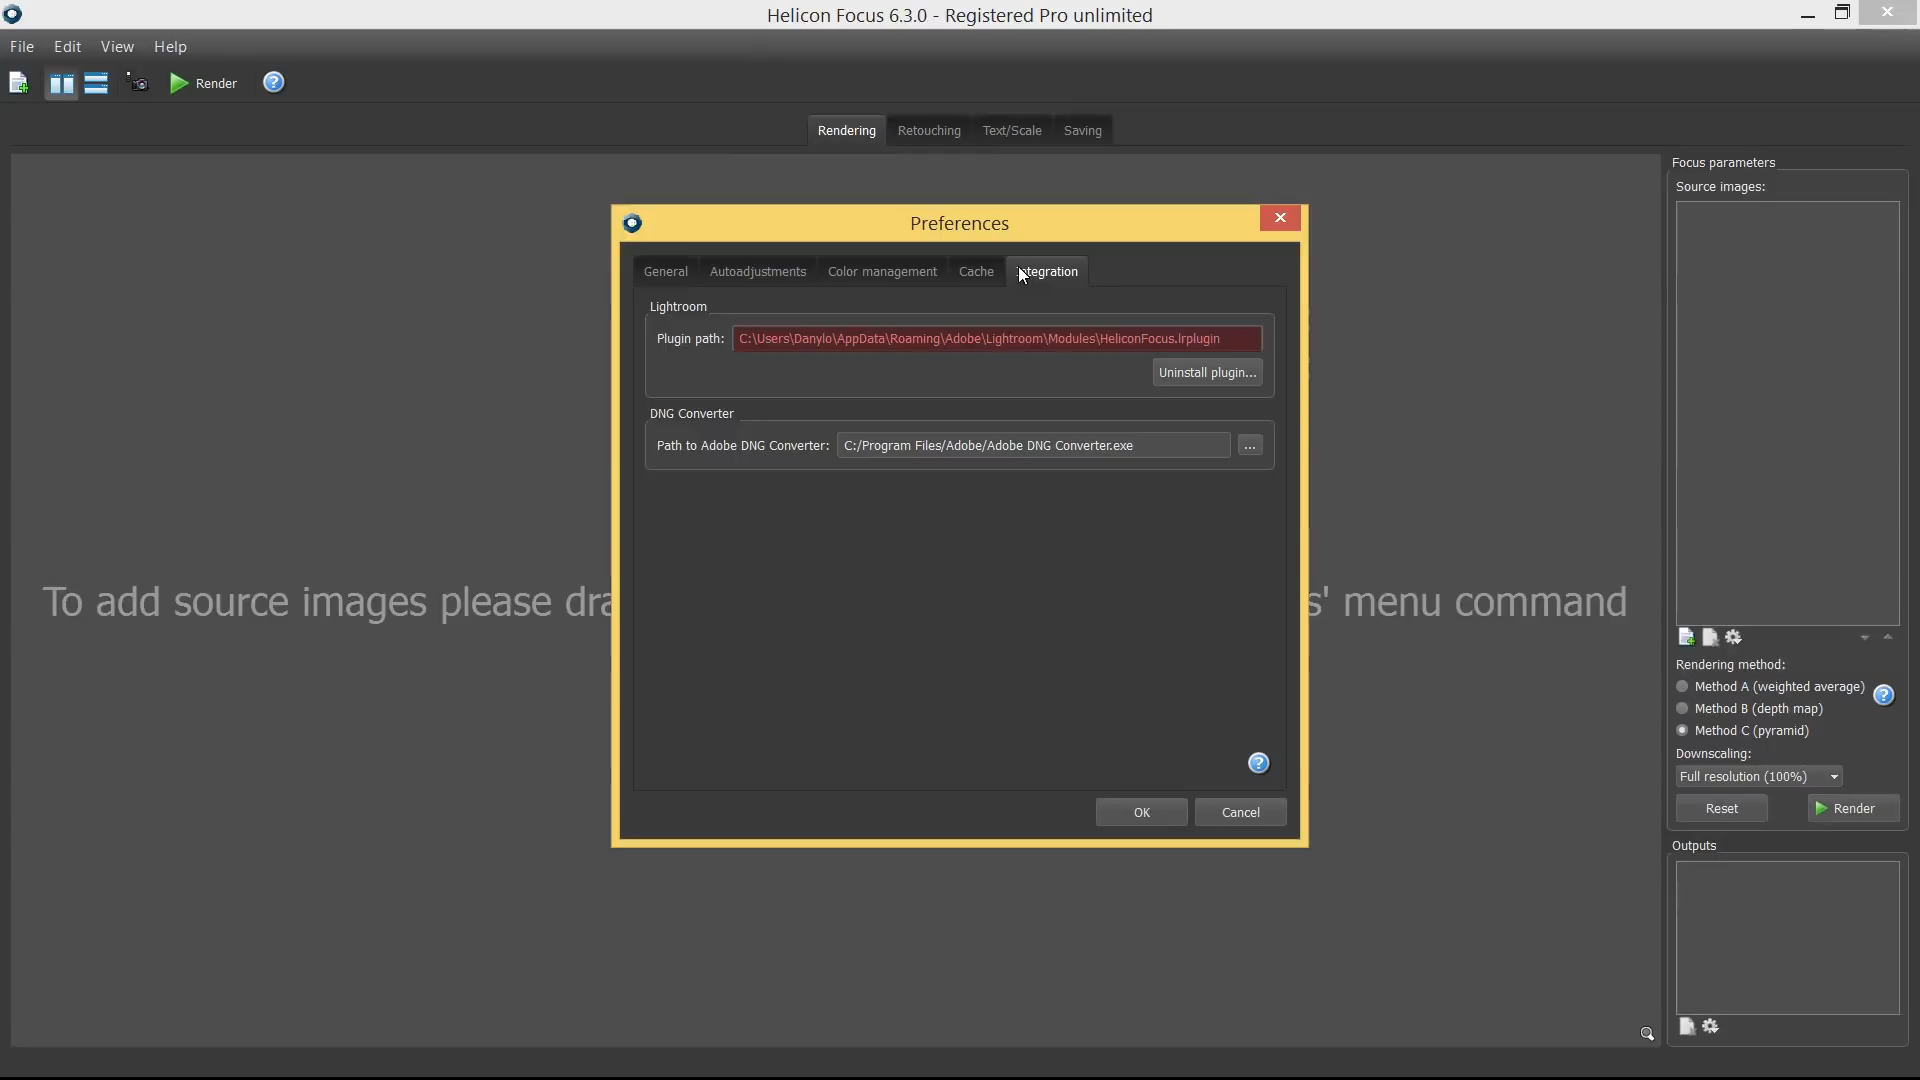 Helicon Focus 6.3.0 - Registered Pro unlimited
File Edit View Help
Render
Rendering Retouching Text/Scale Saving
Focus parameters
Source images:
Preferences
General Autoadjustments Color management Cache tegration
Lightroom
Plugin path: C:\Users\Danylo\AppData\Roaming\Adobe\Lightroom\Modules\HeliconFocus.lrplugin
Uninstall plugin...
DNG Converter
Path to Adobe DNG Converter: C:/Program Files/Adobe/Adobe DNG Converter.exe ...
To add source images please dra s' menu command
OK Cancel
Rendering method:
Method A (weighted average)
Method B (depth map)
Method C (pyramid)
Downscaling:
Full resolution (100%)
Reset Render
Outputs